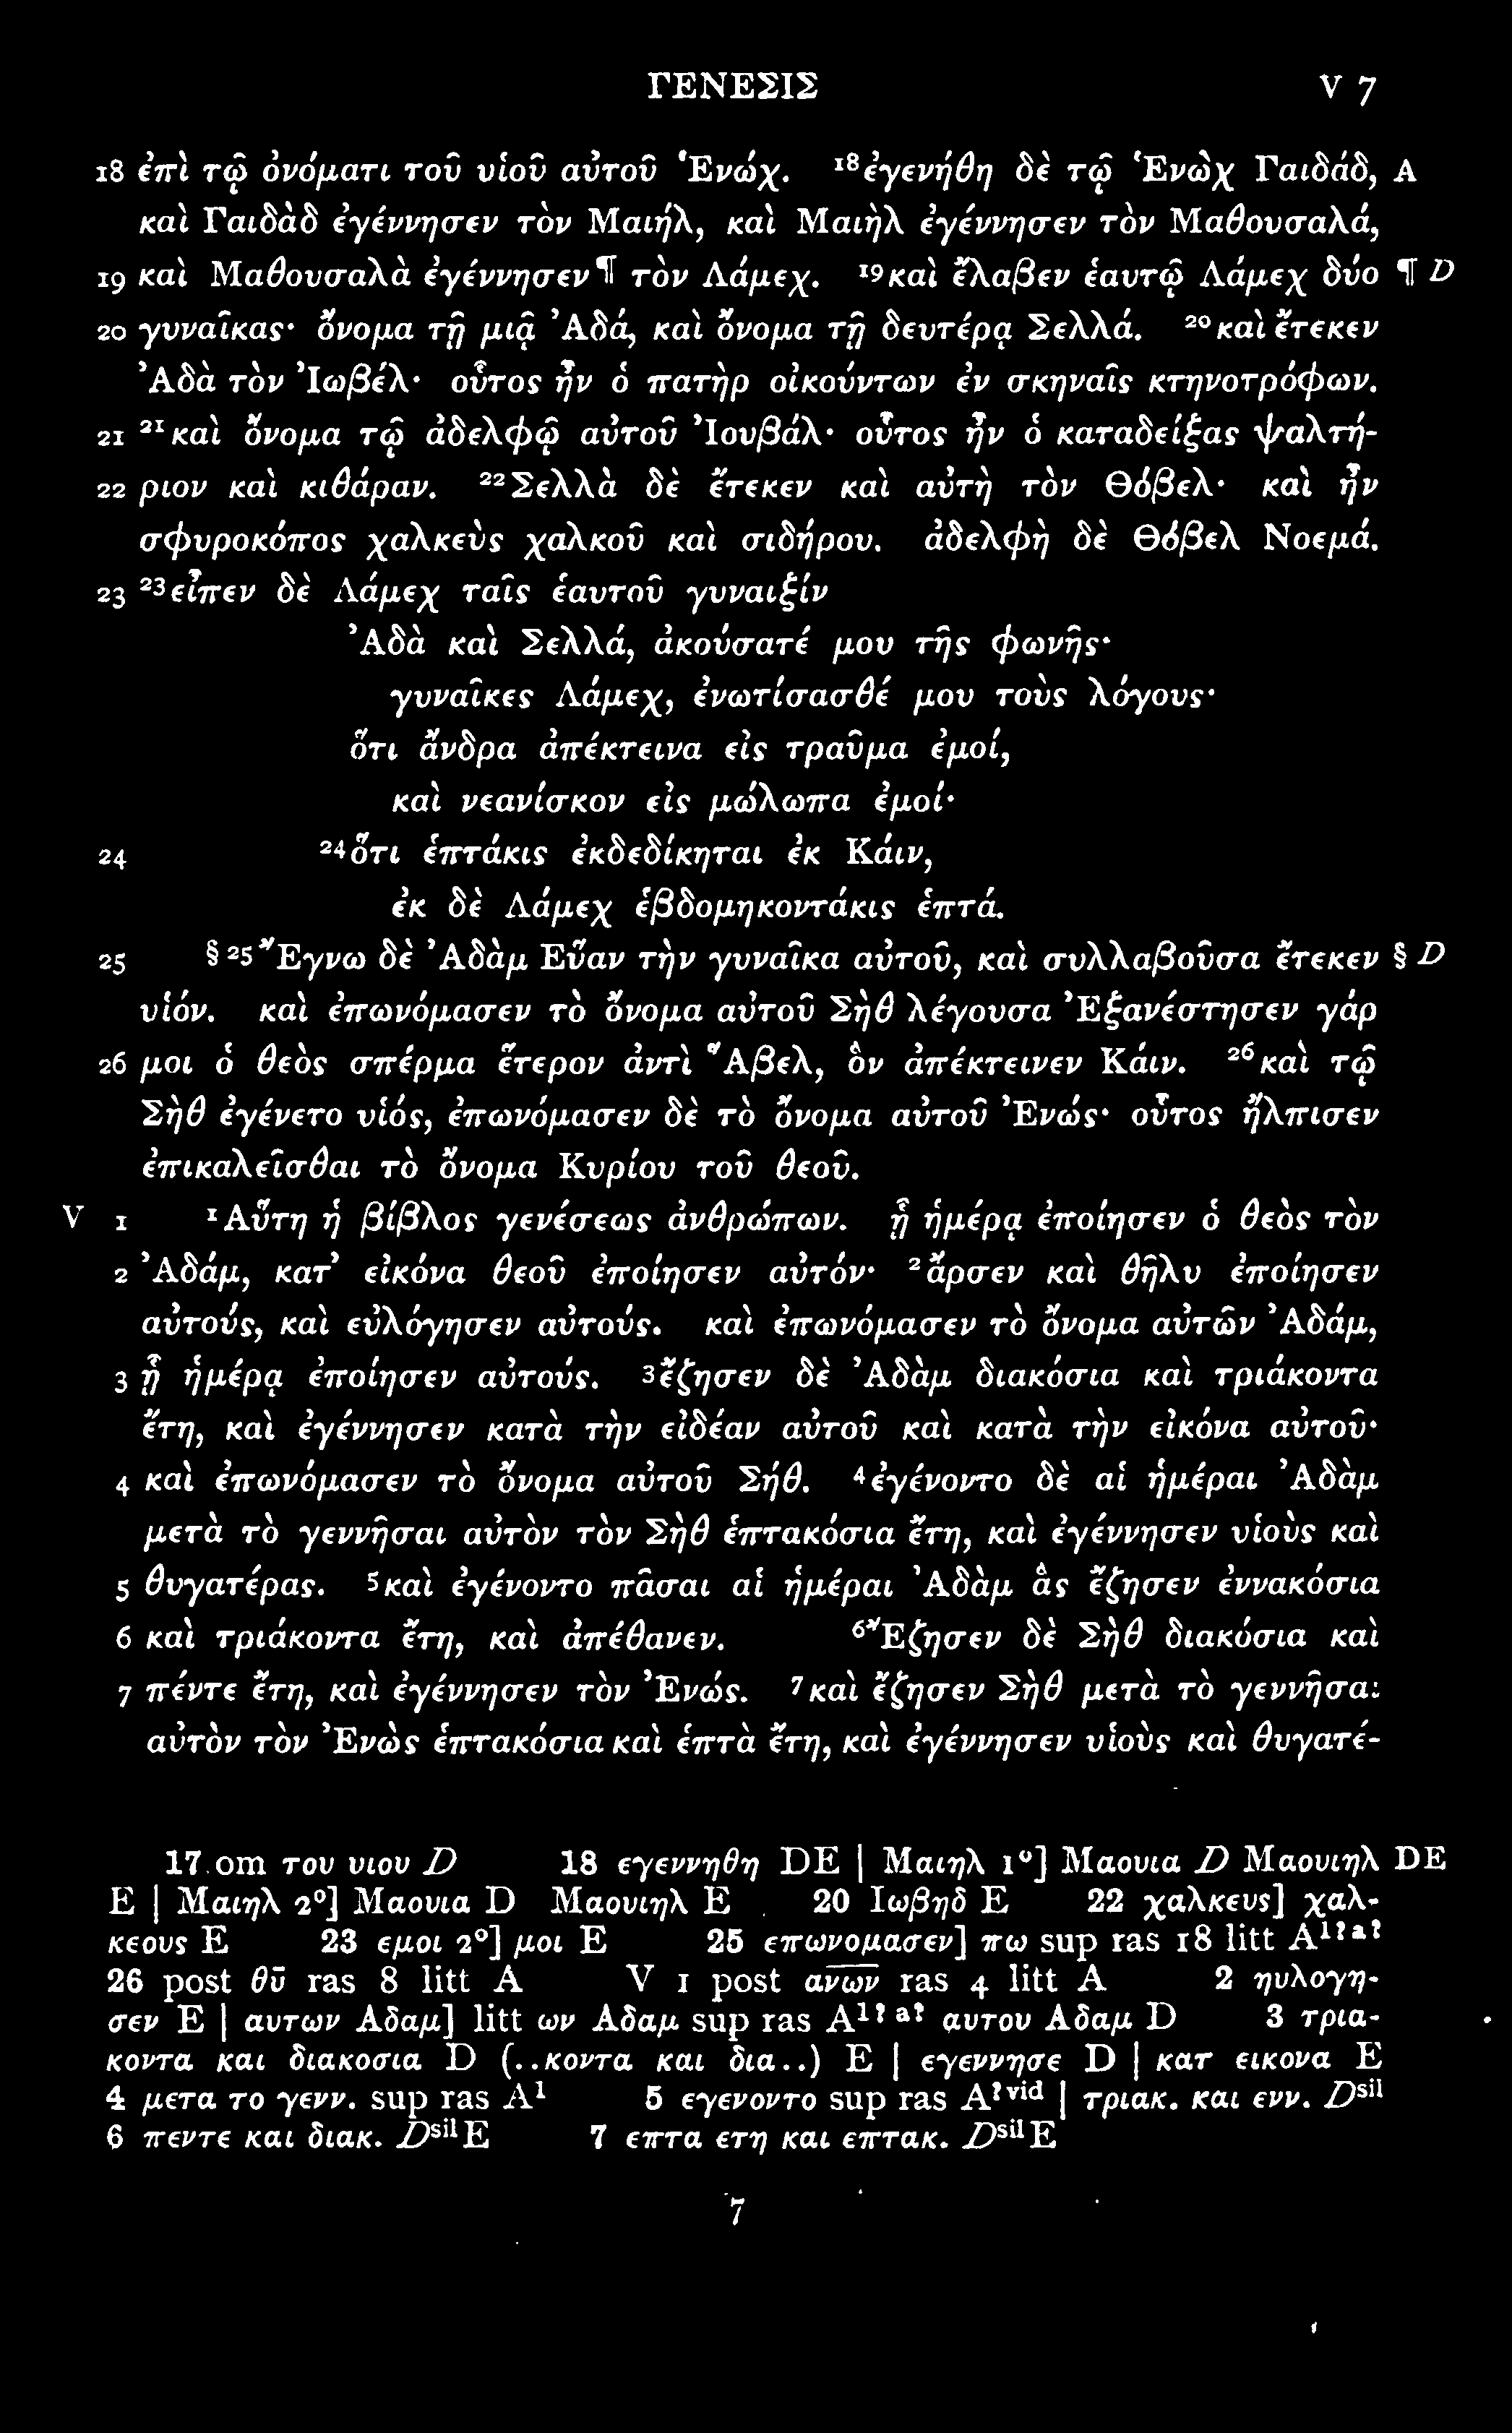 ΓΕΝΕΣΙΣ V 7
18 ἐπὶ τῷ ὀνόματι τοῦ υἱοῦ αὐτοῦ Ἑνώχ. ¹⁸ἐγενήθη δὲ τῷ Ἑνὼχ Γαιδάδ, A
καὶ Γαιδὰδ ἐγέννησεν τὸν Μαιήλ, καὶ Μαιὴλ ἐγέννησεν τὸν Μαθουσαλά,
19 καὶ Μαθουσαλὰ ἐγέννησεν¶ τὸν Λάμεχ. ¹⁹καὶ ἔλαβεν ἑαυτῷ Λάμεχ δύο ¶ D
20 γυναῖκας· ὄνομα τῇ μιᾷ Ἀδά, καὶ ὄνομα τῇ δευτέρᾳ Σελλά. ²⁰καὶ ἔτεκεν
Ἀδὰ τὸν Ἰωβέλ· οὗτος ἦν ὁ πατὴρ οἰκούντων ἐν σκηναῖς κτηνοτρόφων.
21 ²¹καὶ ὄνομα τῷ ἀδελφῷ αὐτοῦ Ἰουβάλ· οὗτος ἦν ὁ καταδείξας ψαλτή-
22 ριον καὶ κιθάραν. ²²Σελλὰ δὲ ἔτεκεν καὶ αὐτὴ τὸν Θόβελ· καὶ ἦν
σφυροκόπος χαλκεὺς χαλκοῦ καὶ σιδήρου. ἀδελφὴ δὲ Θόβελ Νοεμά.
23 ²³εἶπεν δὲ Λάμεχ ταῖς ἑαυτοῦ γυναιξίν
Ἀδὰ καὶ Σελλά, ἀκούσατέ μου τῆς φωνῆς·
γυναῖκες Λάμεχ, ἐνωτίσασθέ μου τοὺς λόγους·
ὅτι ἄνδρα ἀπέκτεινα εἰς τραῦμα ἐμοί,
καὶ νεανίσκον εἰς μώλωπα ἐμοί·
24 ²⁴ὅτι ἑπτάκις ἐκδεδίκηται ἐκ Κάιν,
ἐκ δὲ Λάμεχ ἑβδομηκοντάκις ἑπτά.
25 § ²⁵Ἔγνω δὲ Ἀδὰμ Εὕαν τὴν γυναῖκα αὐτοῦ, καὶ συλλαβοῦσα ἔτεκεν § D
υἱόν. καὶ ἐπωνόμασεν τὸ ὄνομα αὐτοῦ Σὴθ λέγουσα Ἐξανέστησεν γάρ
26 μοι ὁ θεὸς σπέρμα ἕτερον ἀντὶ Ἅβελ, ὃν ἀπέκτεινεν Κάιν. ²⁶καὶ τῷ
Σὴθ ἐγένετο υἱός, ἐπωνόμασεν δὲ τὸ ὄνομα αὐτοῦ Ἐνώς· οὗτος ἤλπισεν
ἐπικαλεῖσθαι τὸ ὄνομα Κυρίου τοῦ θεοῦ.
V 1 ¹Αὕτη ἡ βίβλος γενέσεως ἀνθρώπων. ᾗ ἡμέρᾳ ἐποίησεν ὁ θεὸς τὸν
2 Ἀδάμ, κατ’ εἰκόνα θεοῦ ἐποίησεν αὐτόν· ²ἄρσεν καὶ θῆλυ ἐποίησεν
αὐτούς, καὶ εὐλόγησεν αὐτούς. καὶ ἐπωνόμασεν τὸ ὄνομα αὐτῶν Ἀδάμ,
3 ᾗ ἡμέρᾳ ἐποίησεν αὐτούς. ³ἔζησεν δὲ Ἀδὰμ διακόσια καὶ τριάκοντα
ἔτη, καὶ ἐγέννησεν κατὰ τὴν εἰδέαν αὐτοῦ καὶ κατὰ τὴν εἰκόνα αὐτοῦ·
4 καὶ ἐπωνόμασεν τὸ ὄνομα αὐτοῦ Σήθ. ⁴ἐγένοντο δὲ αἱ ἡμέραι Ἀδὰμ
μετὰ τὸ γεννῆσαι αὐτὸν τὸν Σὴθ ἑπτακόσια ἔτη, καὶ ἐγέννησεν υἱοὺς καὶ
5 θυγατέρας. ⁵καὶ ἐγένοντο πᾶσαι αἱ ἡμέραι Ἀδὰμ ἃς ἔζησεν ἐννακόσια
6 καὶ τριάκοντα ἔτη, καὶ ἀπέθανεν. ⁶Ἔζησεν δὲ Σὴθ διακόσια καὶ
7 πέντε ἔτη, καὶ ἐγέννησεν τὸν Ἐνώς. ⁷καὶ ἔζησεν Σὴθ μετὰ τὸ γεννῆσαι
αὐτὸν τὸν Ἐνὼς ἑπτακόσια καὶ ἑπτὰ ἔτη, καὶ ἐγέννησεν υἱοὺς καὶ θυγατέ-
17 om του υιου D 18 εγεννηθη DE | Μαιηλ 1°] Μαουια D Μαουιηλ DE
E | Μαιηλ 2°] Μαουια D Μαουιηλ E 20 Ιωβηδ E 22 χαλκευς] χαλ-
κεους E 23 εμοι 2°] μοι E 25 επωνομασεν] πω sup ras 18 litt A¹ˀᵃˀ
26 post θ̅υ̅ ras 8 litt A V 1 post α̅ν̅ω̅ν̅ ras 4 litt A 2 ηυλογη-
σεν E | αυτων Αδαμ] litt ων Αδαμ sup ras A¹ˀᵃˀ αυτου Αδαμ D 3 τρια-
κοντα και διακοσια D (..κοντα και δια..) E | εγεννησε D | κατ εικονα E
4 μετα το γενν. sup ras A¹ 5 εγενοντο sup ras Aˀᵛⁱᵈ | τριακ. και ενν. Dˢⁱˡ
6 πεντε και διακ. Dˢⁱˡ E 7 επτα ετη και επτακ. Dˢⁱˡ E
7